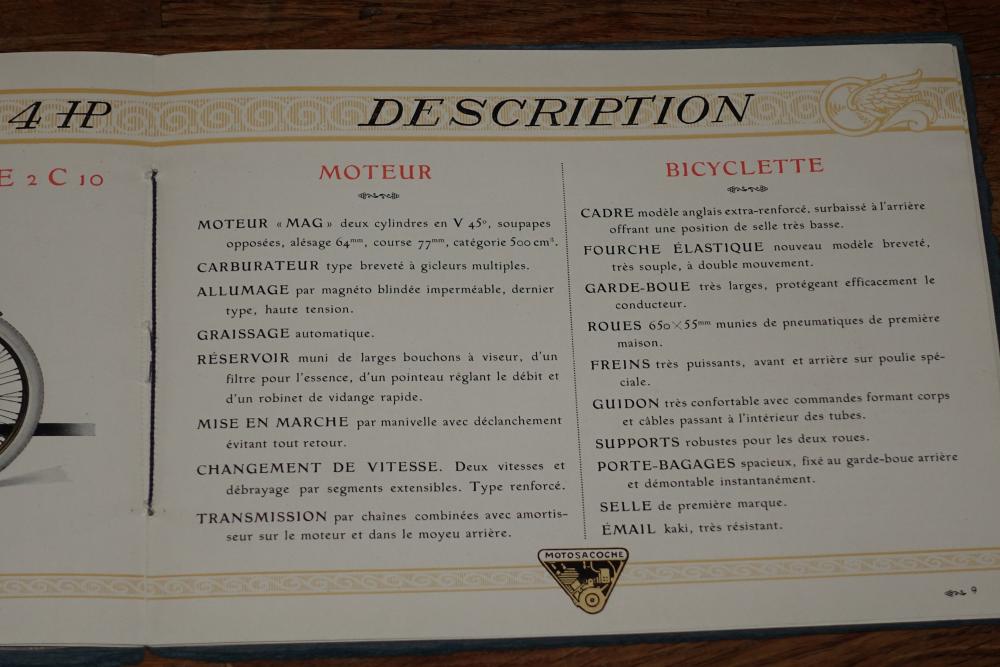 4 HP
E 2 C 10
DESCRIPTION
MOTEUR
MOTEUR « MAG » deux cylindres en V 45°, soupapes
opposées, alésage 64mm, course 77mm, catégorie 500 cm³.
CARBURATEUR type breveté à gicleurs multiples.
ALLUMAGE par magnéto blindée imperméable, dernier
type, haute tension.
GRAISSAGE automatique.
RÉSERVOIR muni de larges bouchons à viseur, d'un
filtre pour l'essence, d'un pointeau réglant le débit et
d'un robinet de vidange rapide.
MISE EN MARCHE par manivelle avec déclanchement
évitant tout retour.
CHANGEMENT DE VITESSE. Deux vitesses et
débrayage par segments extensibles. Type renforcé.
TRANSMISSION par chaînes combinées avec amortis-
seur sur le moteur et dans le moyeu arrière.
BICYCLETTE
CADRE modèle anglais extra-renforcé, surbaissé à l'arrière
offrant une position de selle très basse.
FOURCHE ÉLASTIQUE nouveau modèle breveté,
très souple, à double mouvement.
GARDE-BOUE très larges, protégeant efficacement le
conducteur.
ROUES 650×55mm munies de pneumatiques de première
maison.
FREINS très puissants, avant et arrière sur poulie spé-
ciale.
GUIDON très confortable avec commandes formant corps
et câbles passant à l'intérieur des tubes.
SUPPORTS robustes pour les deux roues.
PORTE-BAGAGES spacieux, fixé au garde-boue arrière
et démontable instantanément.
SELLE de première marque.
ÉMAIL kaki, très résistant.
MOTOSACOCHE
9